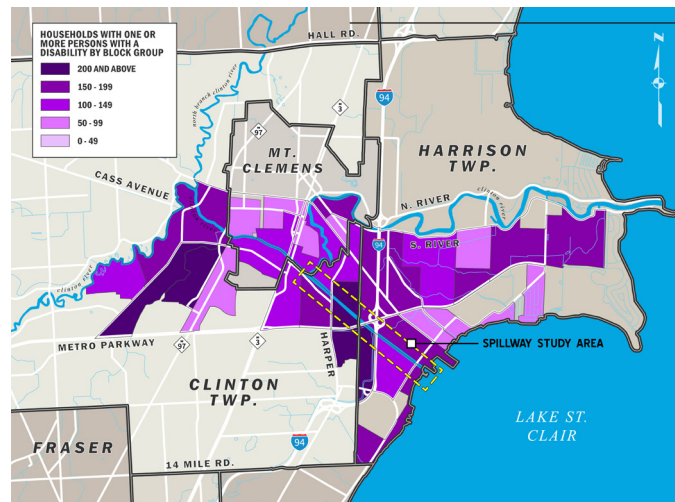 HOUSEHOLDS WITH ONE OR
MORE PERSONS WITH A
DISABILITY BY BLOCK GROUP
200 AND ABOVE
150 - 199
100 - 149
50 - 99
0 - 49
HALL RD.
N
north branch clinton river
3
94
97
MT.
CLEMENS
HARRISON
TWP.
CASS AVENUE
N. RIVER
clinton river
S. RIVER
94
clinton river
METRO PARKWAY
97
3
HARPER
SPILLWAY STUDY AREA
CLINTON
TWP.
LAKE ST.
CLAIR
FRASER
94
14 MILE RD.